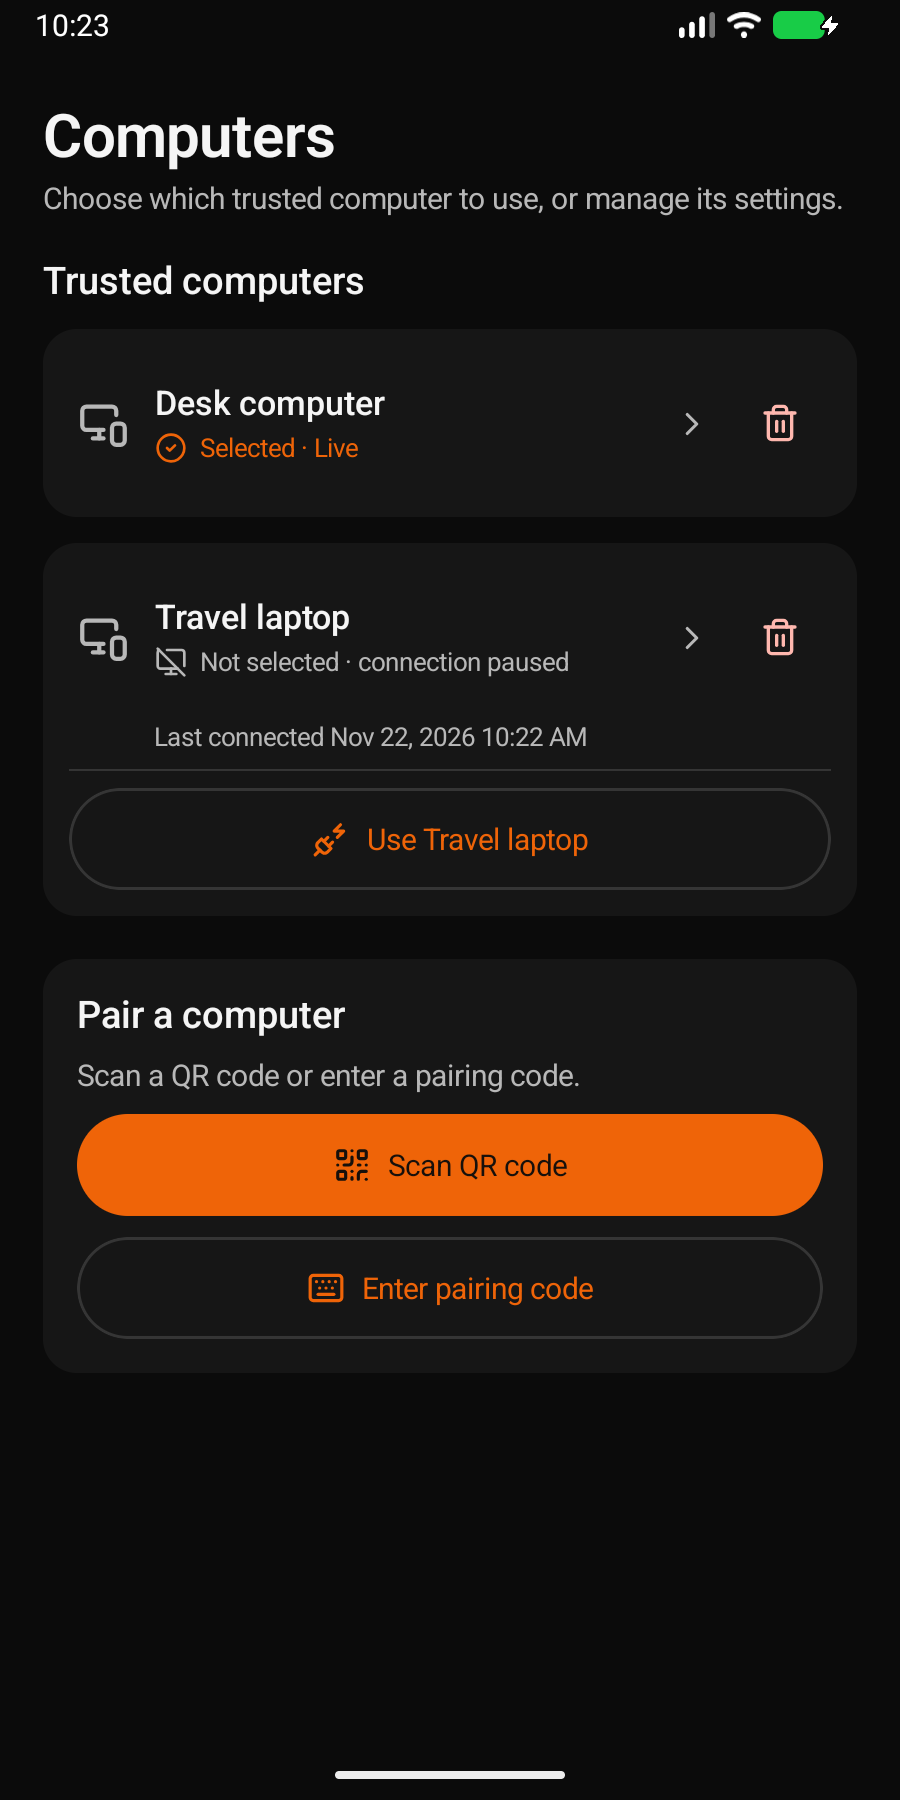 10:23
Computers
Choose which trusted computer to use, or manage its settings.
Trusted computers
Desk computer
Selected · Live
Travel laptop
Not selected · connection paused
Last connected Nov 22, 2026 10:22 AM
Use Travel laptop
Pair a computer
Scan a QR code or enter a pairing code.
Scan QR code
Enter pairing code